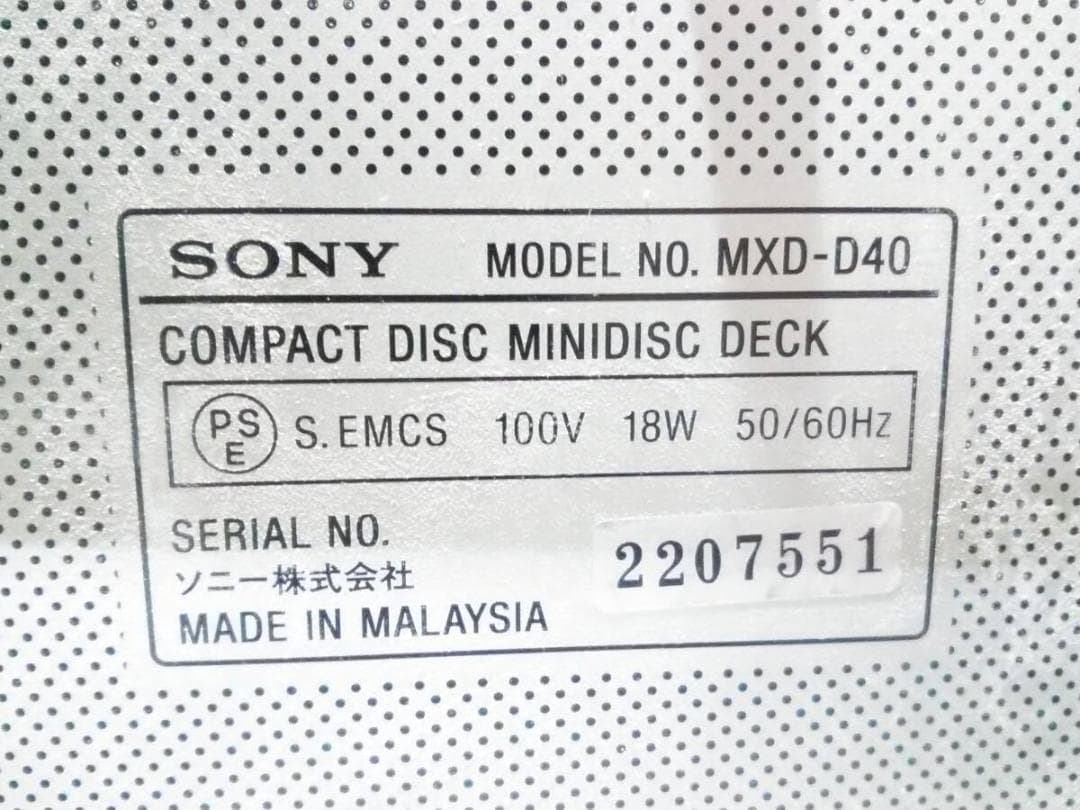 SONY MODEL NO. MXD-D40
COMPACT DISC MINIDISC DECK
PSE S. EMCS 100V 18W 50/60Hz
SERIAL NO. 2207551
ソニー株式会社
MADE IN MALAYSIA